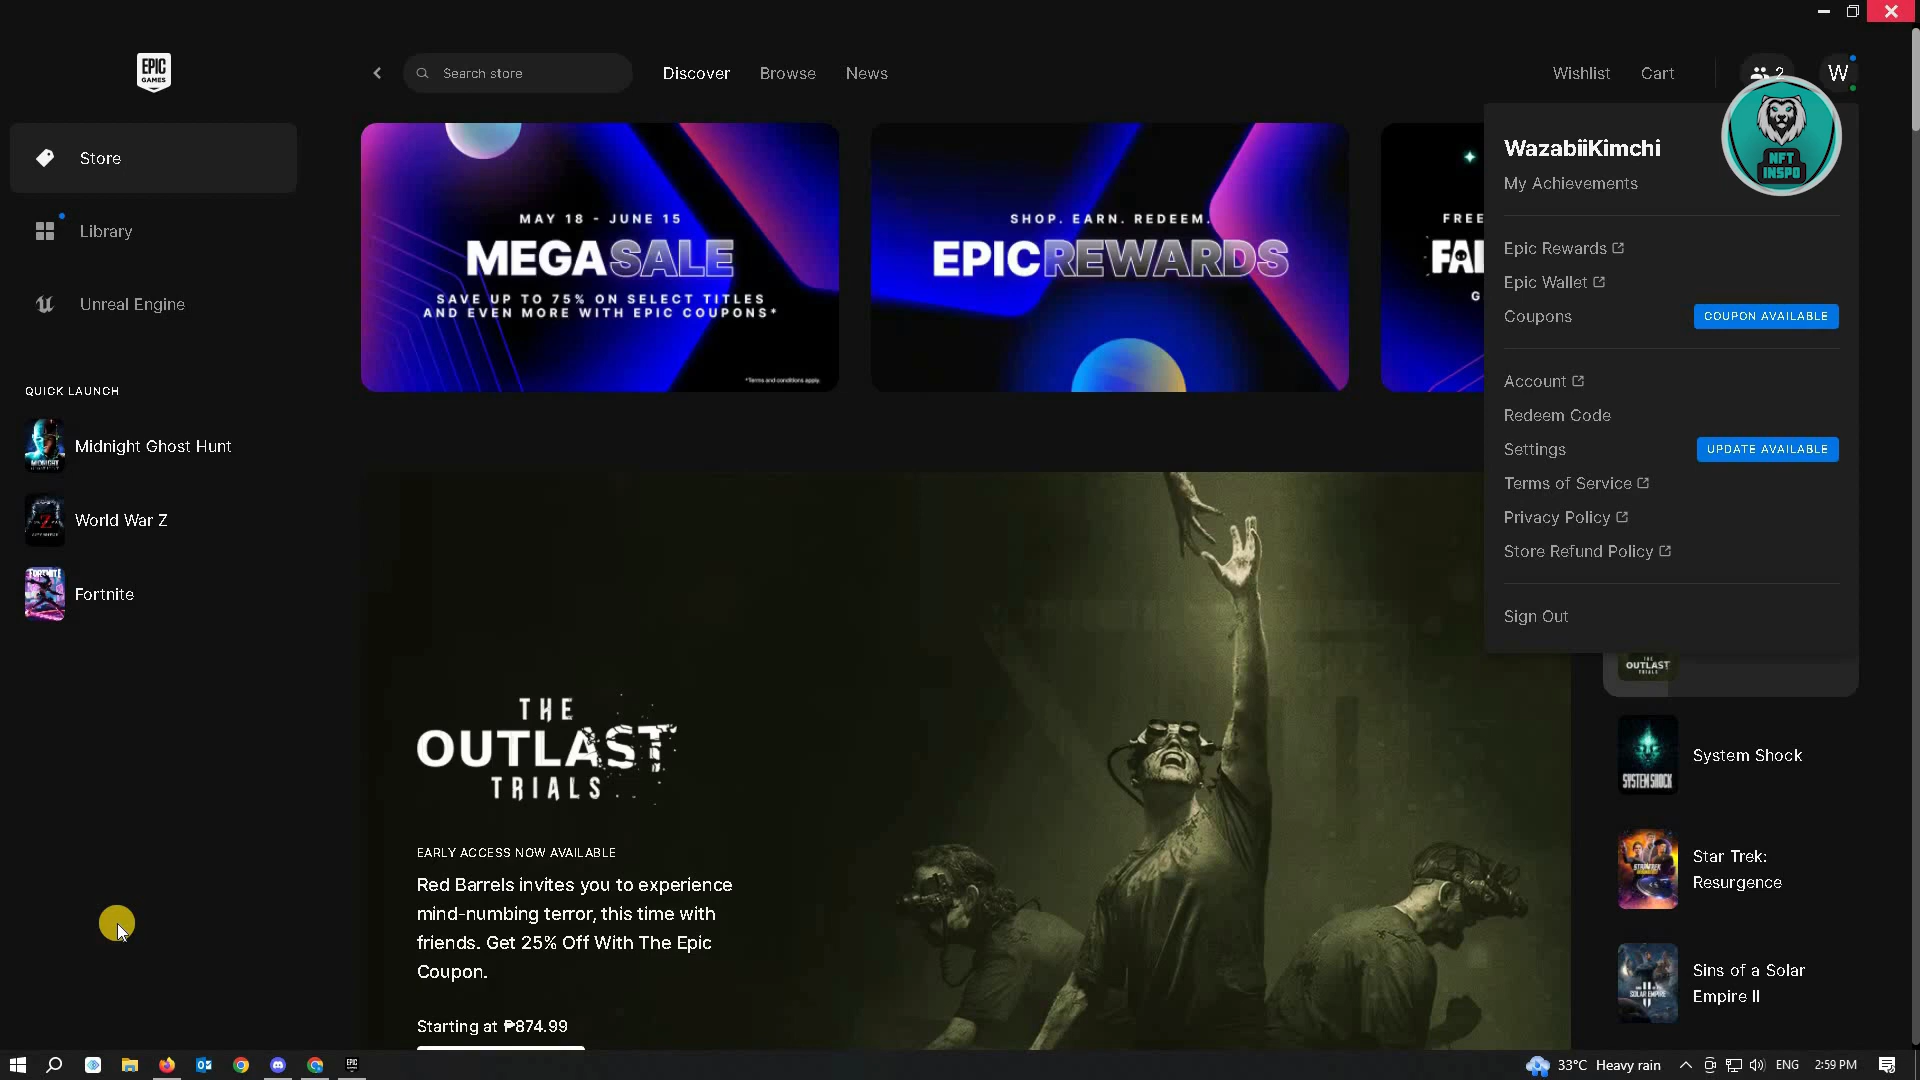 EPIC
GAMES
Search store
Discover
Browse
News
Wishlist
Cart
2
W
Store
Library
Unreal Engine
QUICK LAUNCH
Midnight Ghost Hunt
World War Z
Fortnite
MAY 18 - JUNE 15
MEGASALE
SAVE UP TO 75% ON SELECT TITLES
AND EVEN MORE WITH EPIC COUPONS*
*Terms and conditions apply.
SHOP. EARN. REDEEM.
EPICREWARDS
FREE
WazabiiKimchi
My Achievements
NFT
INSPO
Epic Rewards
Epic Wallet
Coupons
COUPON AVAILABLE
Account
Redeem Code
Settings
UPDATE AVAILABLE
Terms of Service
Privacy Policy
Store Refund Policy
Sign Out
THE
OUTLAST
TRIALS
EARLY ACCESS NOW AVAILABLE
Red Barrels invites you to experience
mind-numbing terror, this time with
friends. Get 25% Off With The Epic
Coupon.
Starting at ₱874.99
OUTLAST
TRIALS
SYSTEM SHOCK
System Shock
Star Trek:
Resurgence
Sins of a Solar
Empire II
33°C Heavy rain
ENG
2:59 PM